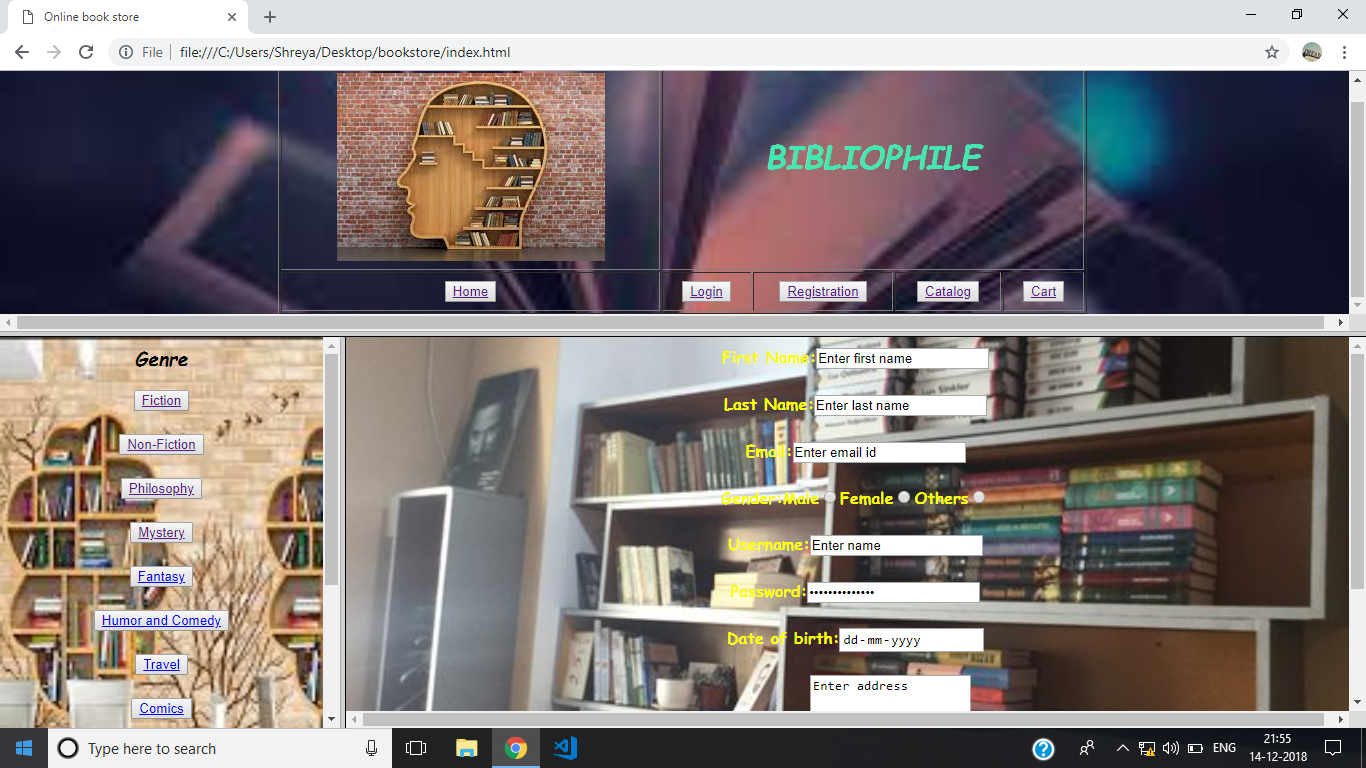 Online book store
File file:///C:/Users/Shreya/Desktop/bookstore/index.html
BIBLIOPHILE
Home Login Registration Catalog Cart
Genre
Fiction
Non-Fiction
Philosophy
Mystery
Fantasy
Humor and Comedy
Travel
Comics
First Name: Enter first name
Last Name: Enter last name
Email: Enter email id
Gender:Male Female Others
Username: Enter name
Password: ••••••••••••••
Date of birth: dd-mm-yyyy
Enter address
Type here to search
ENG
21:55
14-12-2018